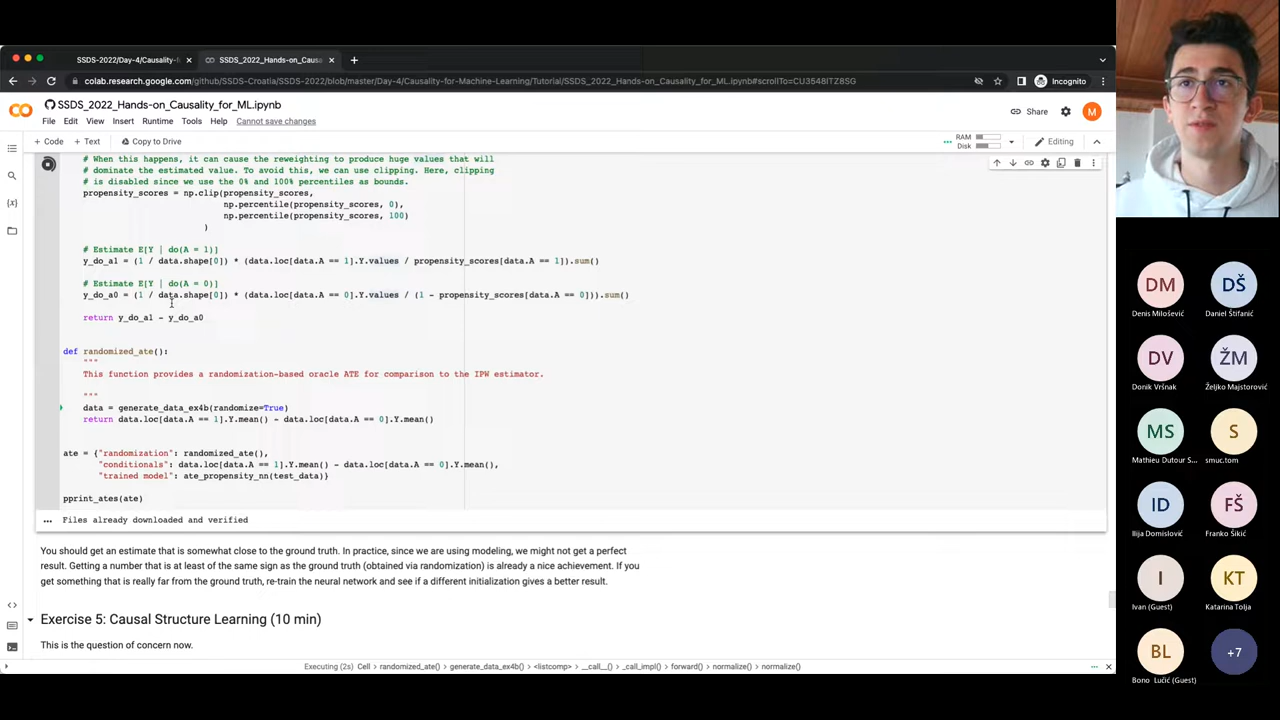 SSDS-2022/Day-4/Causality-f
SSDS_2022_Hands-on_Causa
colab.research.google.com/github/SSDS-Croatia/SSDS-2022/blob/master/Day-4/Causality-for-Machine-Learning/Tutorial/SSDS_2022_Hands-on_Causality_for_ML.ipynb#scrollTo=CU3548ITZ8SG
Incognito
SSDS_2022_Hands-on_Causality_for_ML.ipynb
Share
M
File Edit View Insert Runtime Tools Help Cannot save changes
+ Code + Text Copy to Drive
RAM
Disk
Editing
# When this happens, it can cause the reweighting to produce huge values that will
# dominate the estimated value. To avoid this, we can use clipping. Here, clipping
# is disabled since we use the 0% and 100% percentiles as bounds.
propensity_scores = np.clip(propensity_scores,
np.percentile(propensity_scores, 0),
np.percentile(propensity_scores, 100)
)
# Estimate E[Y | do(A = 1)]
y_do_a1 = (1 / data.shape[0]) * (data.loc[data.A == 1].Y.values / propensity_scores[data.A == 1]).sum()
# Estimate E[Y | do(A = 0)]
y_do_a0 = (1 / data.shape[0]) * (data.loc[data.A == 0].Y.values / (1 - propensity_scores[data.A == 0])).sum()
return y_do_a1 - y_do_a0
def randomized_ate():
"""
This function provides a randomization-based oracle ATE for comparison to the IPW estimator.
"""
data = generate_data_ex4b(randomize=True)
return data.loc[data.A == 1].Y.mean() - data.loc[data.A == 0].Y.mean()
ate = {"randomization": randomized_ate(),
"conditionals": data.loc[data.A == 1].Y.mean() - data.loc[data.A == 0].Y.mean(),
"trained model": ate_propensity_nn(test_data)}
pprint_ates(ate)
Files already downloaded and verified
You should get an estimate that is somewhat close to the ground truth. In practice, since we are using modeling, we might not get a perfect
result. Getting a number that is at least of the same sign as the ground truth (obtained via randomization) is already a nice achievement. If you
get something that is really far from the ground truth, re-train the neural network and see if a different initialization gives a better result.
Exercise 5: Causal Structure Learning (10 min)
This is the question of concern now.
Executing (2s) Cell > randomized_ate() > generate_data_ex4b() > <listcomp> > __call__() > _call_impl() > forward() > normalize() > normalize()
DM
DŠ
Denis Milošević
Daniel Štifanić
DV
ŽM
Donik Vršnak
Željko Majstorović
MS
S
Mathieu Dutour S...
smuc.tom
ID
FŠ
Ilija Domislović
Franko Šikić
I
KT
Ivan (Guest)
Katarina Tolja
BL
+7
Bono Lučić (Guest)